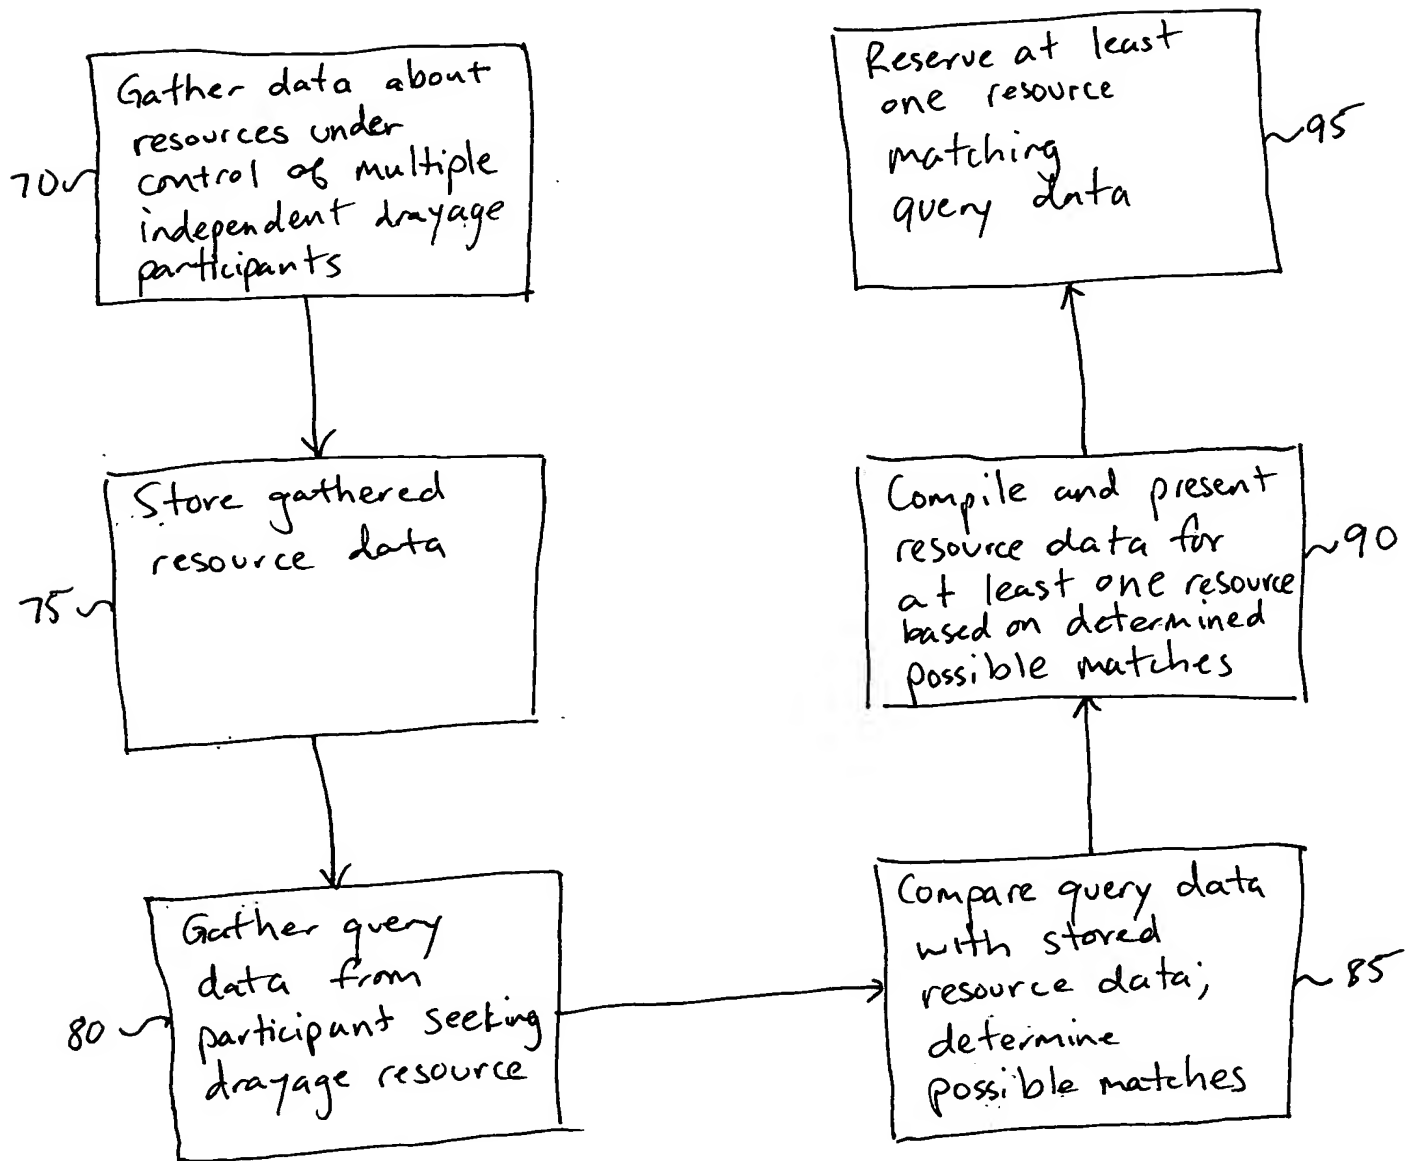 70
Gather data about
resources under
control of multiple
independent drayage
participants
75
Store gathered
resource data
80
Gather query
data from
participant seeking
drayage resource
Compare query data
with stored
resource data;
determine
possible matches
85
Compile and present
resource data for
at least one resource
based on determined
possible matches
90
Reserve at least
one resource
matching
query data
95